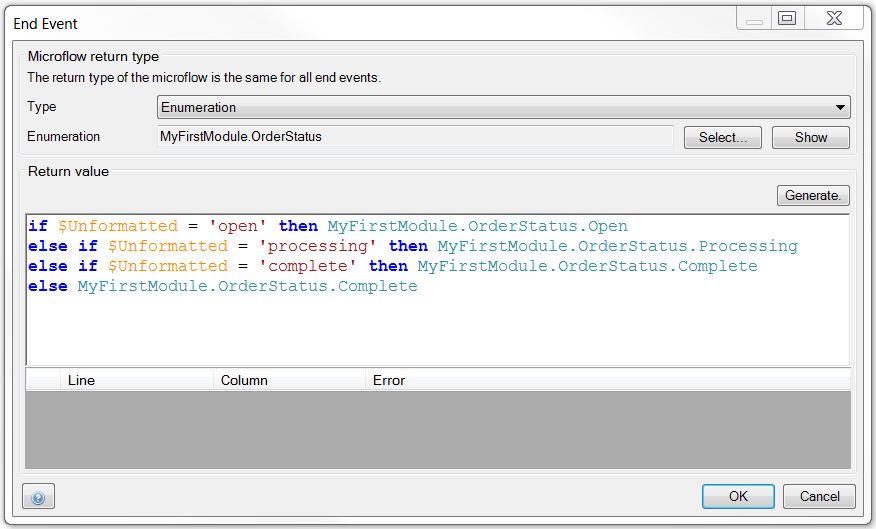 End Event
Microflow return type
The return type of the microflow is the same for all end events.
Type Enumeration
Enumeration MyFirstModule.OrderStatus Select... Show
Return value
Generate.
if $Unformatted = 'open' then MyFirstModule.OrderStatus.Open
else if $Unformatted = 'processing' then MyFirstModule.OrderStatus.Processing
else if $Unformatted = 'complete' then MyFirstModule.OrderStatus.Complete
else MyFirstModule.OrderStatus.Complete
Line Column Error
? OK Cancel